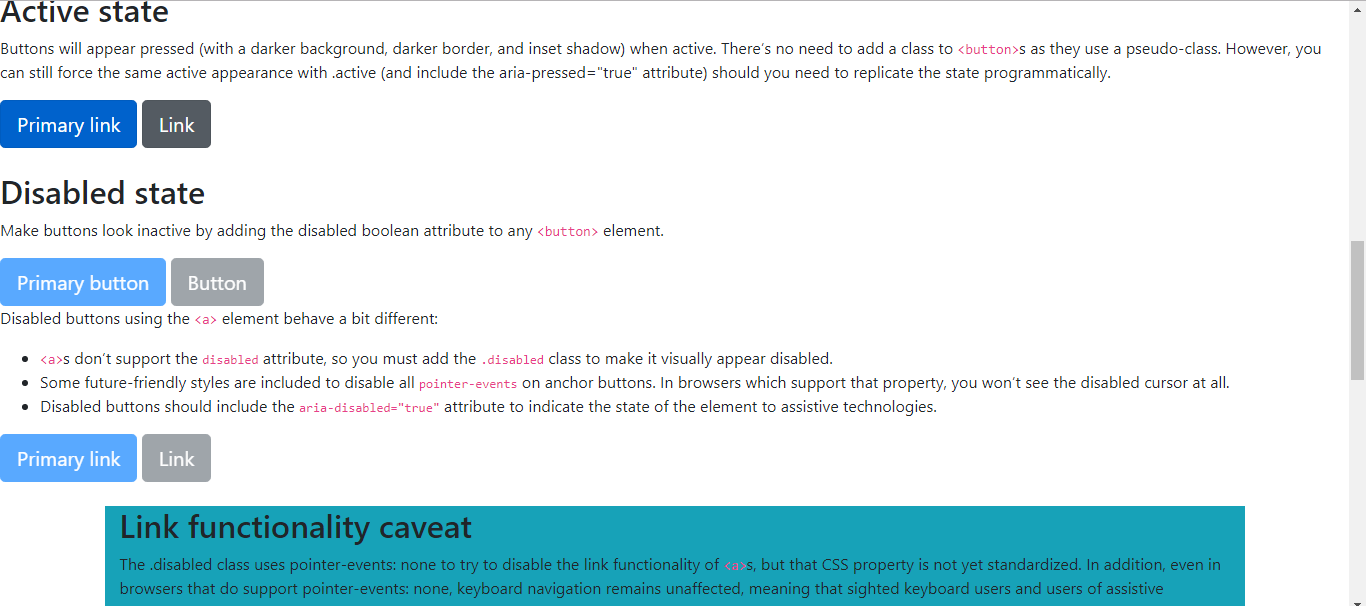 Active state
Buttons will appear pressed (with a darker background, darker border, and inset shadow) when active. There’s no need to add a class to <button>s as they use a pseudo-class. However, you
can still force the same active appearance with .active (and include the aria-pressed="true" attribute) should you need to replicate the state programmatically.
Primary link Link
Disabled state
Make buttons look inactive by adding the disabled boolean attribute to any <button> element.
Primary button Button
Disabled buttons using the <a> element behave a bit different:
<a>s don’t support the disabled attribute, so you must add the .disabled class to make it visually appear disabled.
Some future-friendly styles are included to disable all pointer-events on anchor buttons. In browsers which support that property, you won’t see the disabled cursor at all.
Disabled buttons should include the aria-disabled="true" attribute to indicate the state of the element to assistive technologies.
Primary link Link
Link functionality caveat
The .disabled class uses pointer-events: none to try to disable the link functionality of <a>s, but that CSS property is not yet standardized. In addition, even in
browsers that do support pointer-events: none, keyboard navigation remains unaffected, meaning that sighted keyboard users and users of assistive